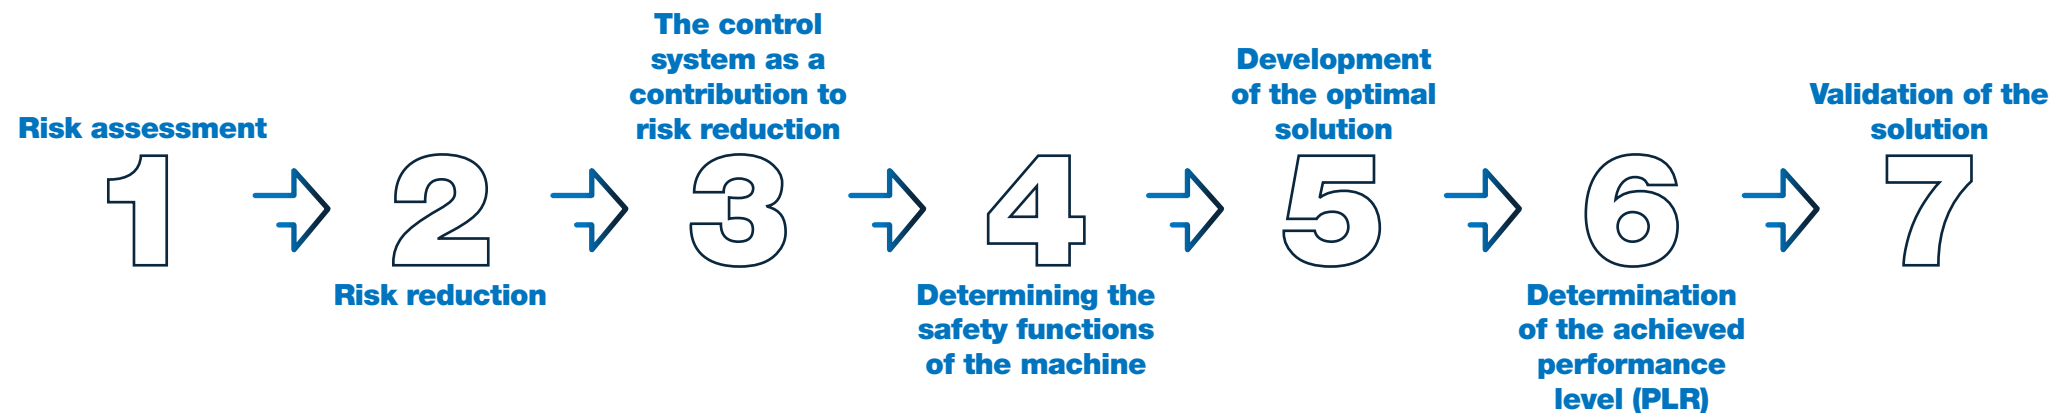 Risk assessment
1
2
Risk reduction
The control
system as a
contribution to
risk reduction
3
4
Determining the
safety functions
of the machine
Development
of the optimal
solution
5
6
Determination
of the achieved
performance
level (PLR)
Validation of the
solution
7